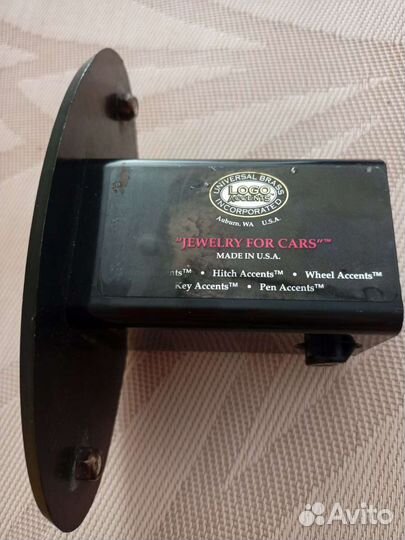 UNIVERSAL BRASS
LOGO
ACCENTS
INCORPORATED
Auburn, WA U.S.A.
"JEWELRY FOR CARS"™
MADE IN U.S.A.
ents™ • Hitch Accents™ • Wheel Accents™
Key Accents™ • Pen Accents™
Avito